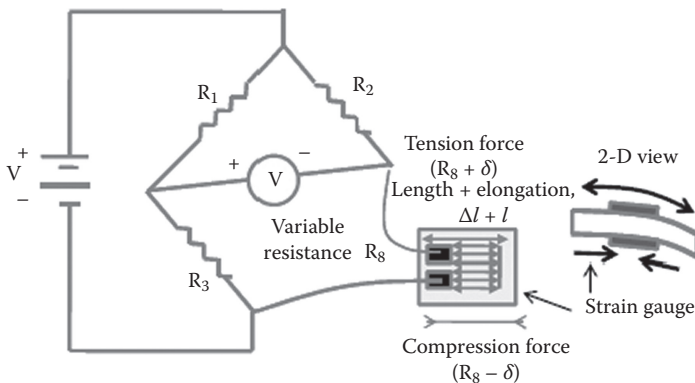 R₁
R₂
+
V
−
+
V
−
Tension force
(R₈ + δ)
Length + elongation,
Δl + l
2-D view
Variable
resistance
R₈
R₃
Strain gauge
Compression force
(R₈ − δ)